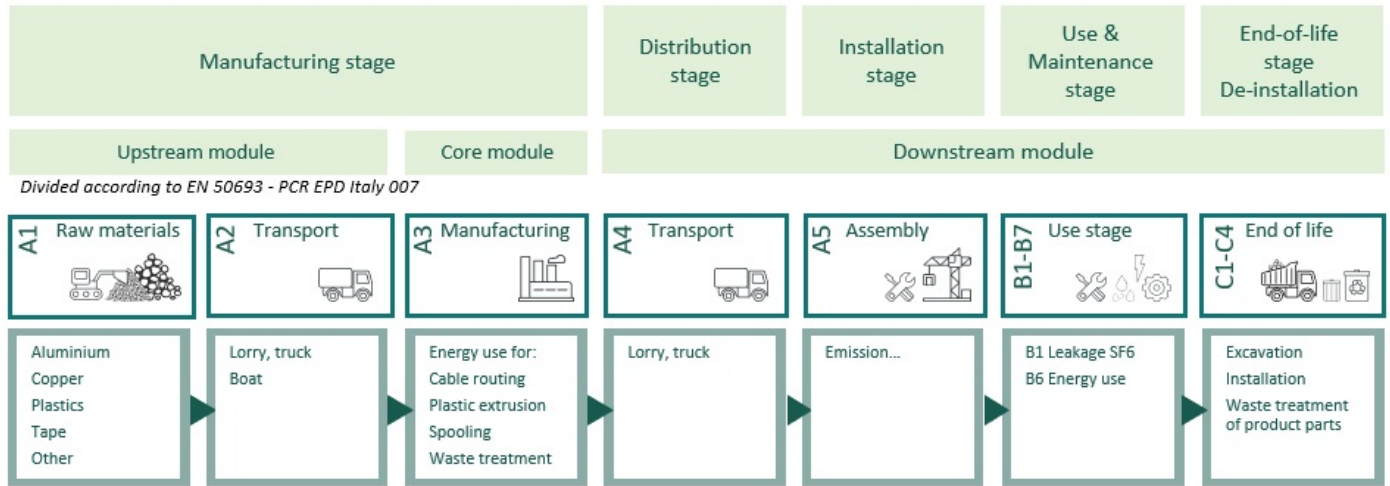 Manufacturing stage
Distribution
stage
Installation
stage
Use &
Maintenance
stage
End-of-life
stage
De-installation
Upstream module
Core module
Downstream module
Divided according to EN 50693 - PCR EPD Italy 007
A1 Raw materials
A2 Transport
A3 Manufacturing
A4 Transport
A5 Assembly
B1-B7 Use stage
C1-C4 End of life
Aluminium
Copper
Plastics
Tape
Other
Lorry, truck
Boat
Energy use for:
Cable routing
Plastic extrusion
Spooling
Waste treatment
Lorry, truck
Emission...
B1 Leakage SF6
B6 Energy use
Excavation
Installation
Waste treatment
of product parts